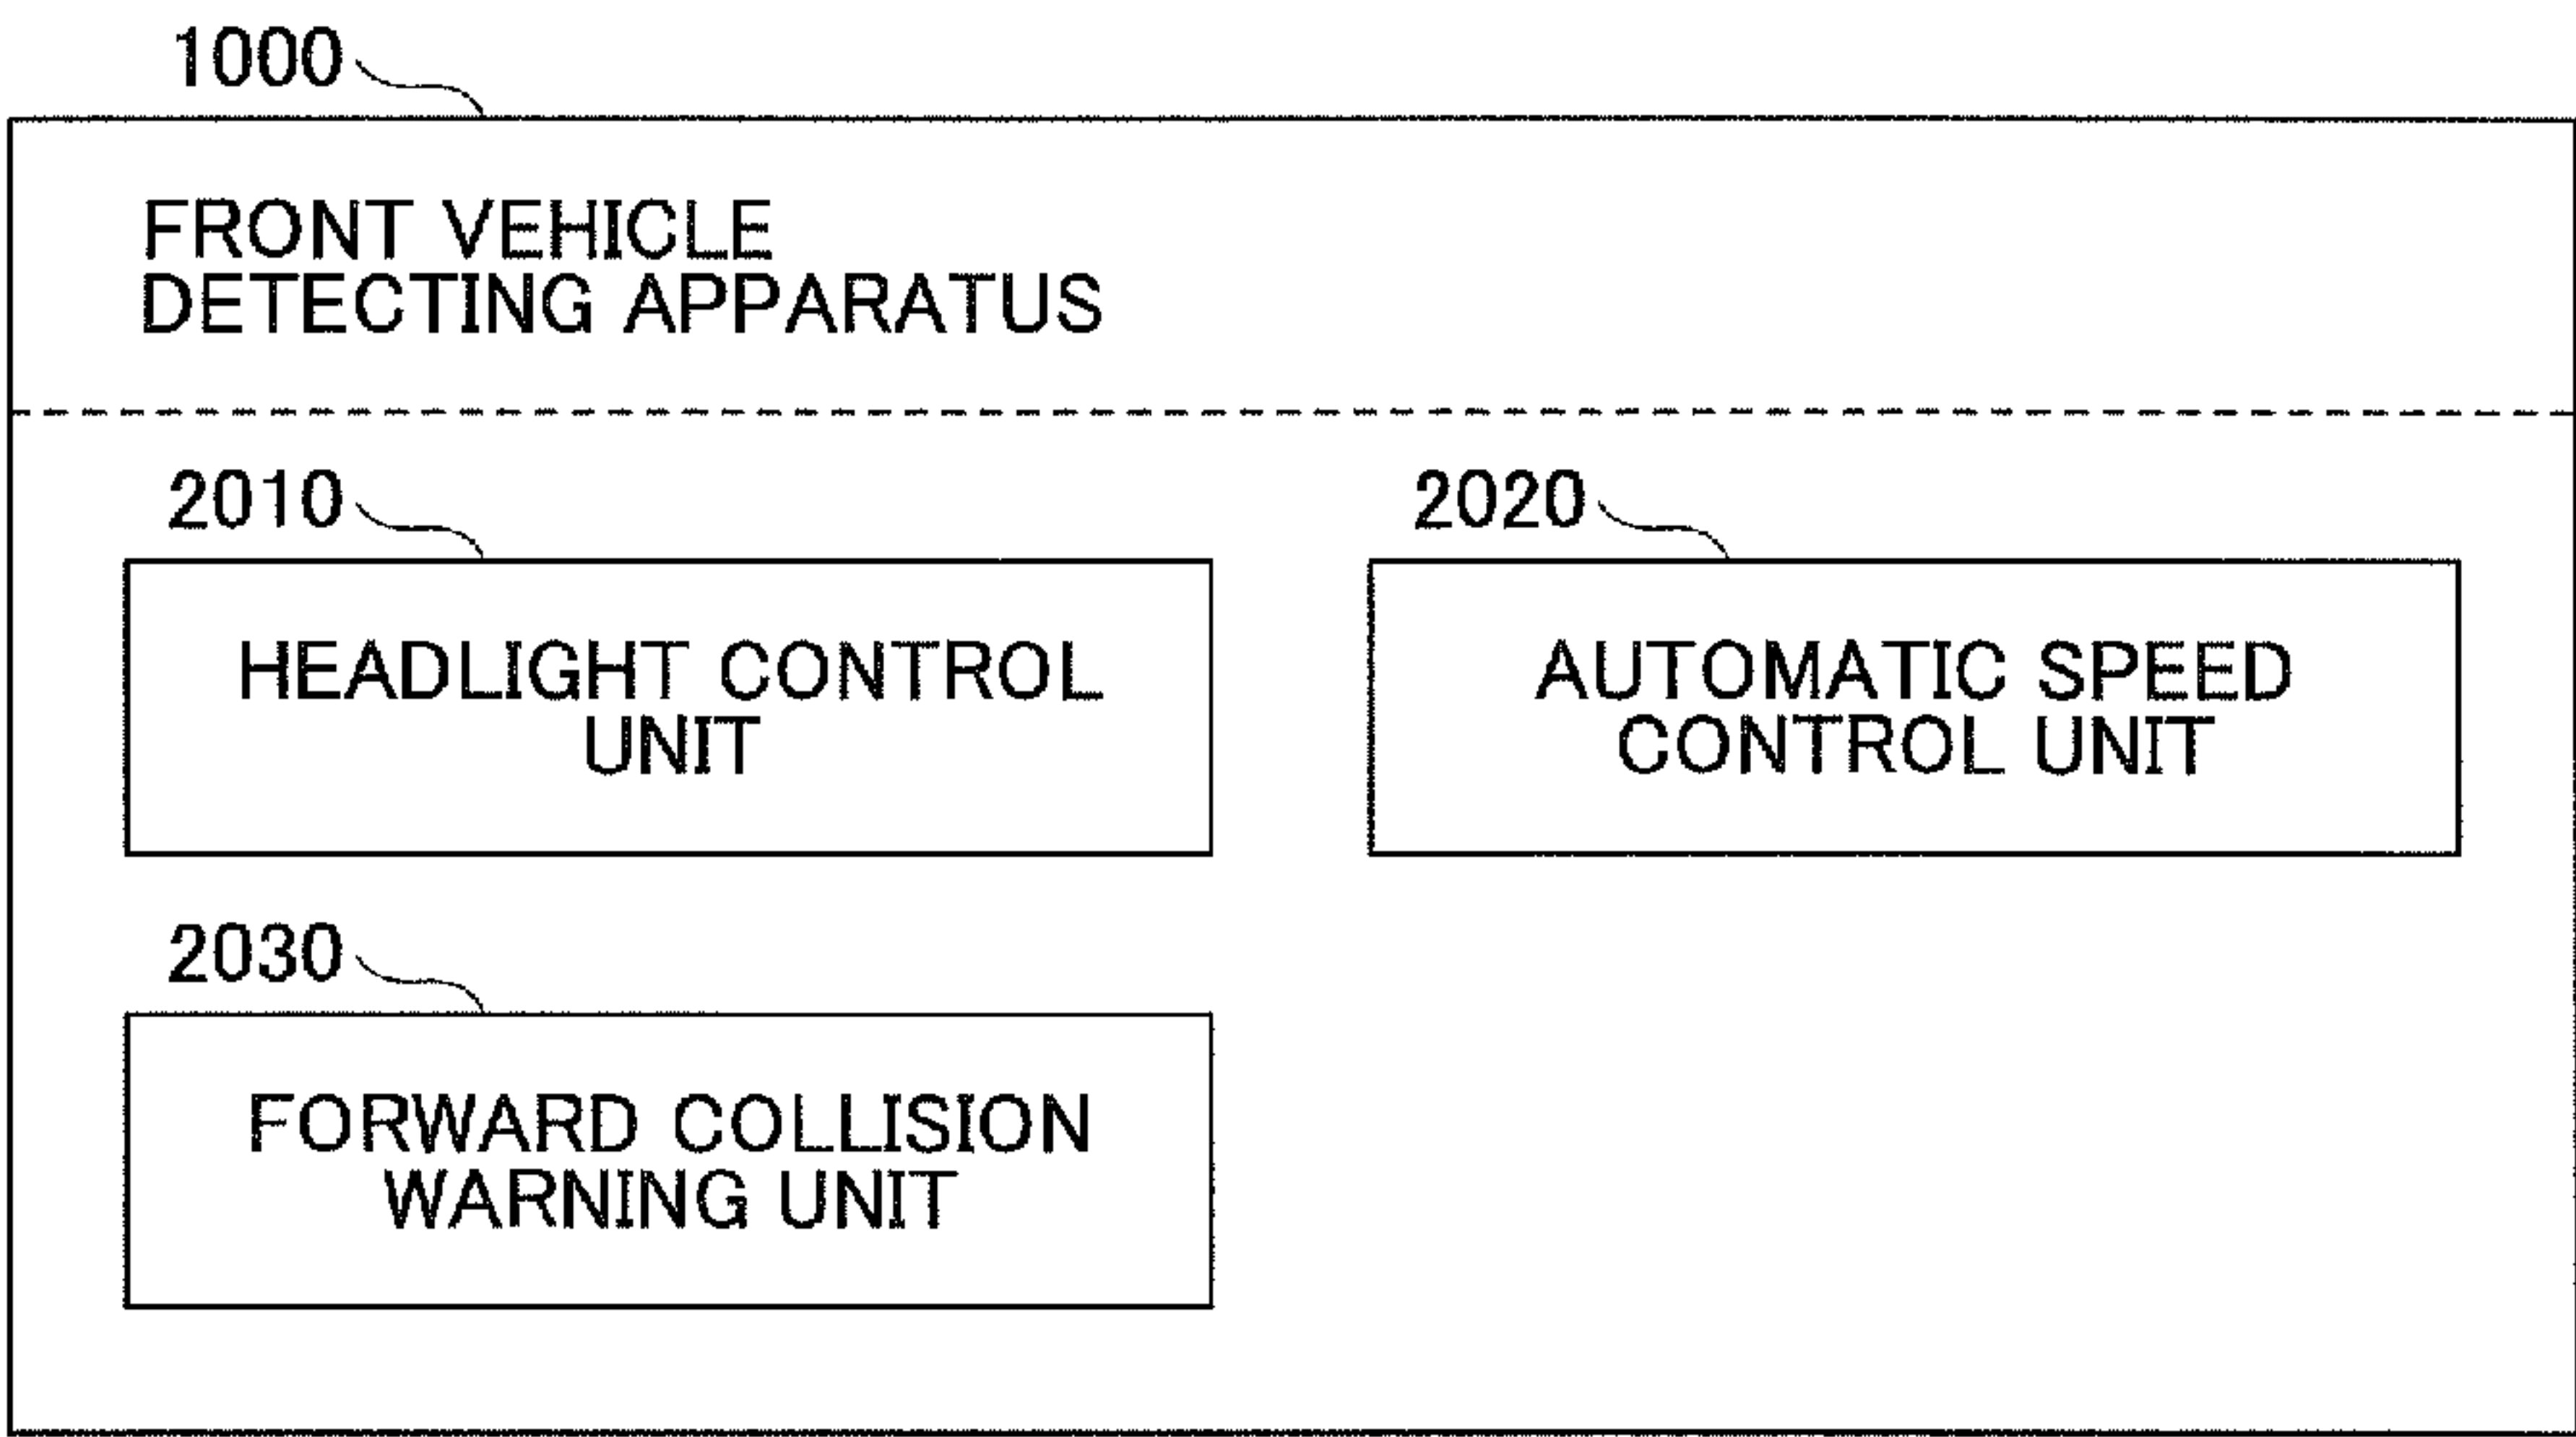 1000
FRONT VEHICLE
DETECTING APPARATUS
2010
HEADLIGHT CONTROL
UNIT
2020
AUTOMATIC SPEED
CONTROL UNIT
2030
FORWARD COLLISION
WARNING UNIT